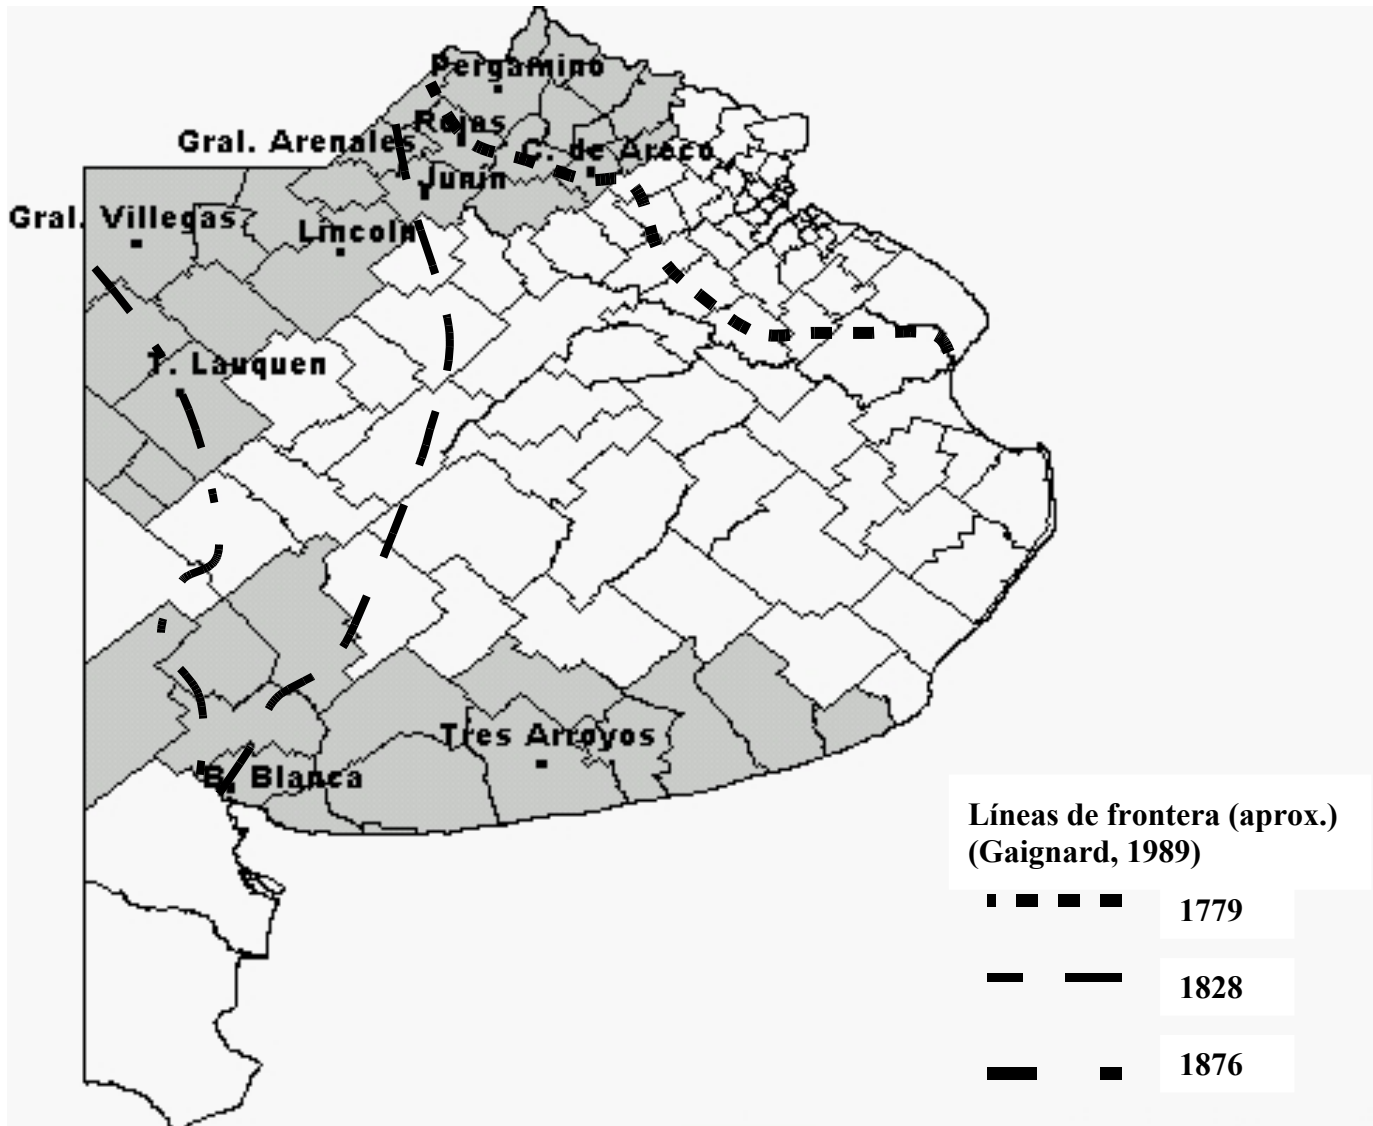 Pergamino
Rojas
Gral. Arenales
C. de Areco
Junin
Gral. Villegas
Lincoln
T. Lauquen
Tres Arroyos
B. Blanca
Líneas de frontera (aprox.)
(Gaignard, 1989)
1779
1828
1876